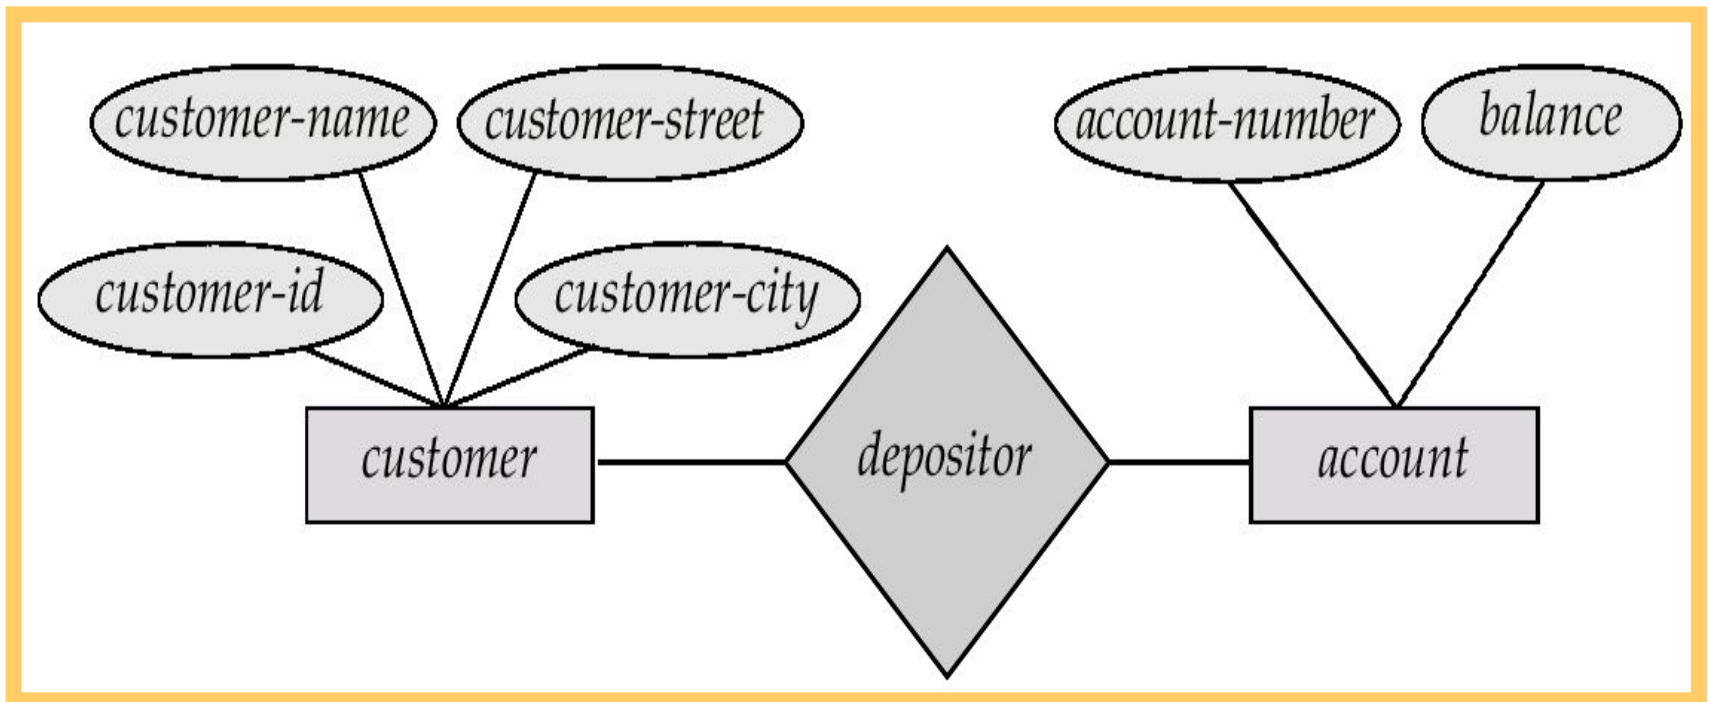 customer-name
customer-street
account-number
balance
customer-id
customer-city
customer
depositor
account